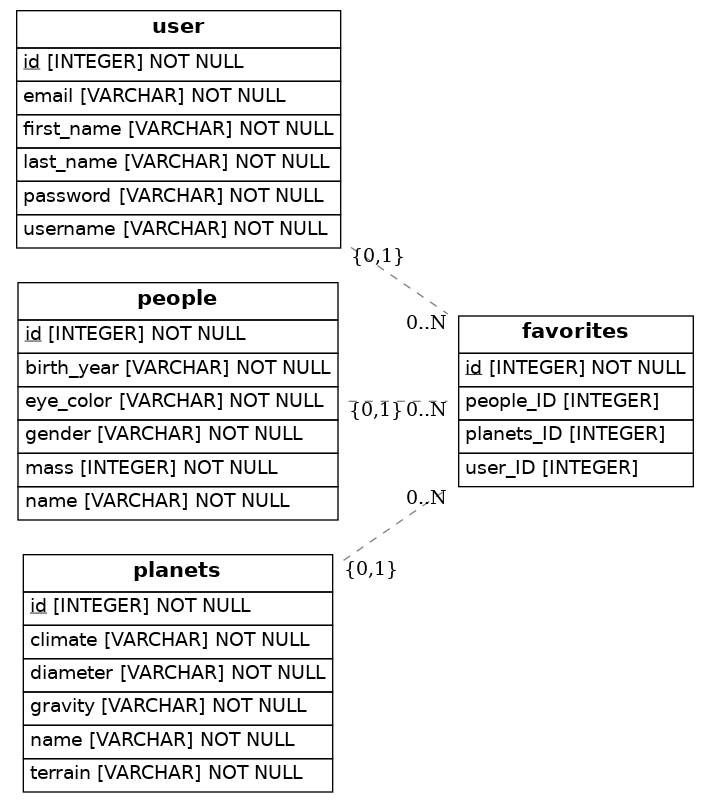 user
id [INTEGER] NOT NULL
email [VARCHAR] NOT NULL
first_name [VARCHAR] NOT NULL
last_name [VARCHAR] NOT NULL
password [VARCHAR] NOT NULL
username [VARCHAR] NOT NULL
{0,1}
0..N
people
id [INTEGER] NOT NULL
birth_year [VARCHAR] NOT NULL
eye_color [VARCHAR] NOT NULL
gender [VARCHAR] NOT NULL
mass [INTEGER] NOT NULL
name [VARCHAR] NOT NULL
{0,1} 0..N
favorites
id [INTEGER] NOT NULL
people_ID [INTEGER]
planets_ID [INTEGER]
user_ID [INTEGER]
0..N
{0,1}
planets
id [INTEGER] NOT NULL
climate [VARCHAR] NOT NULL
diameter [VARCHAR] NOT NULL
gravity [VARCHAR] NOT NULL
name [VARCHAR] NOT NULL
terrain [VARCHAR] NOT NULL